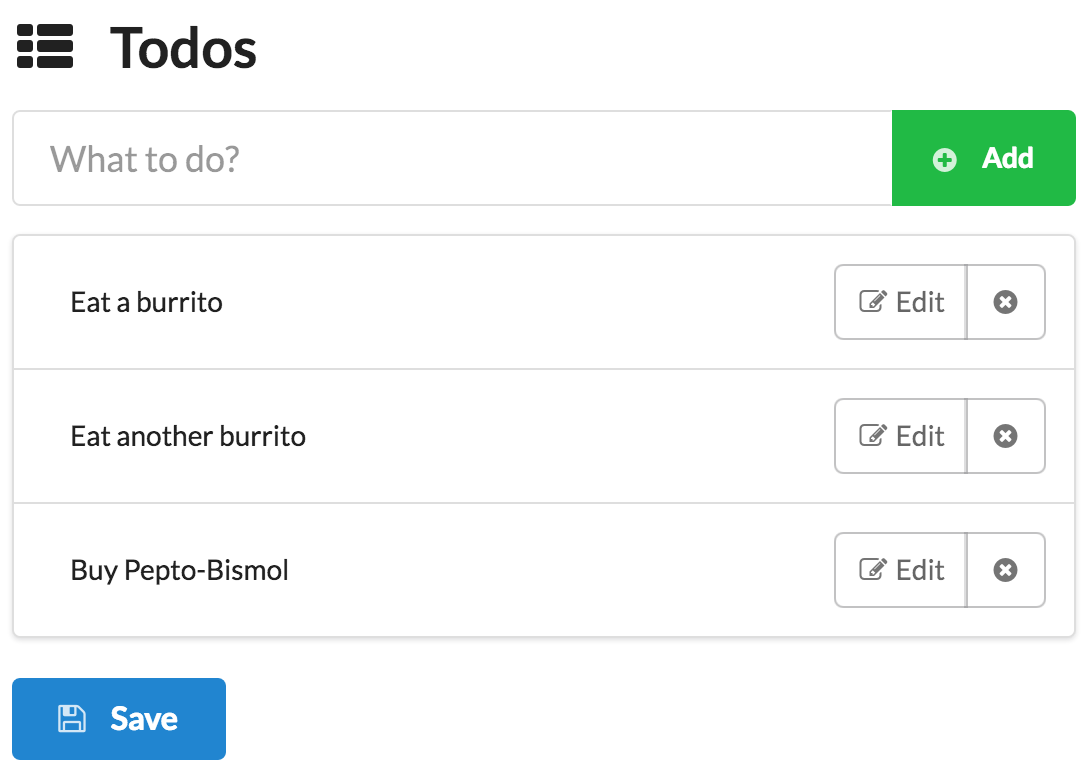 Todos
What to do?
Add
Eat a burrito
Edit
Eat another burrito
Edit
Buy Pepto-Bismol
Edit
Save